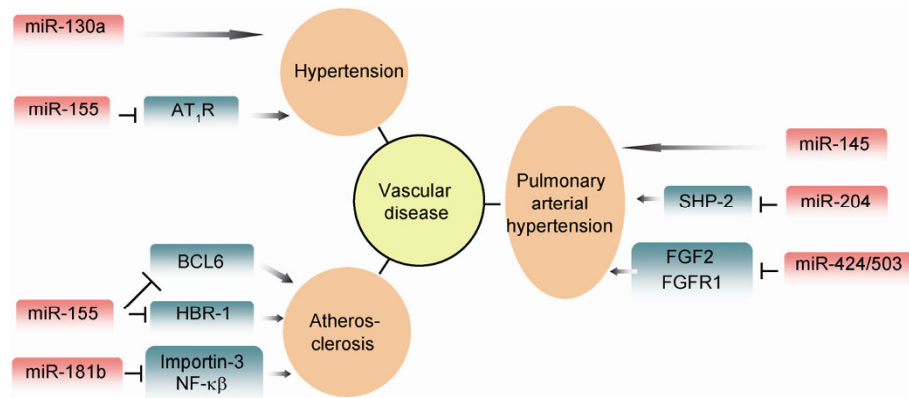 miR-130a
Hypertension
miR-155
AT₁R
miR-145
Vascular
disease
Pulmonary
arterial
hypertension
SHP-2
miR-204
BCL6
FGF2
FGFR1
miR-424/503
miR-155
HBR-1
Atheros-
clerosis
miR-181b
Importin-3
NF-κβ